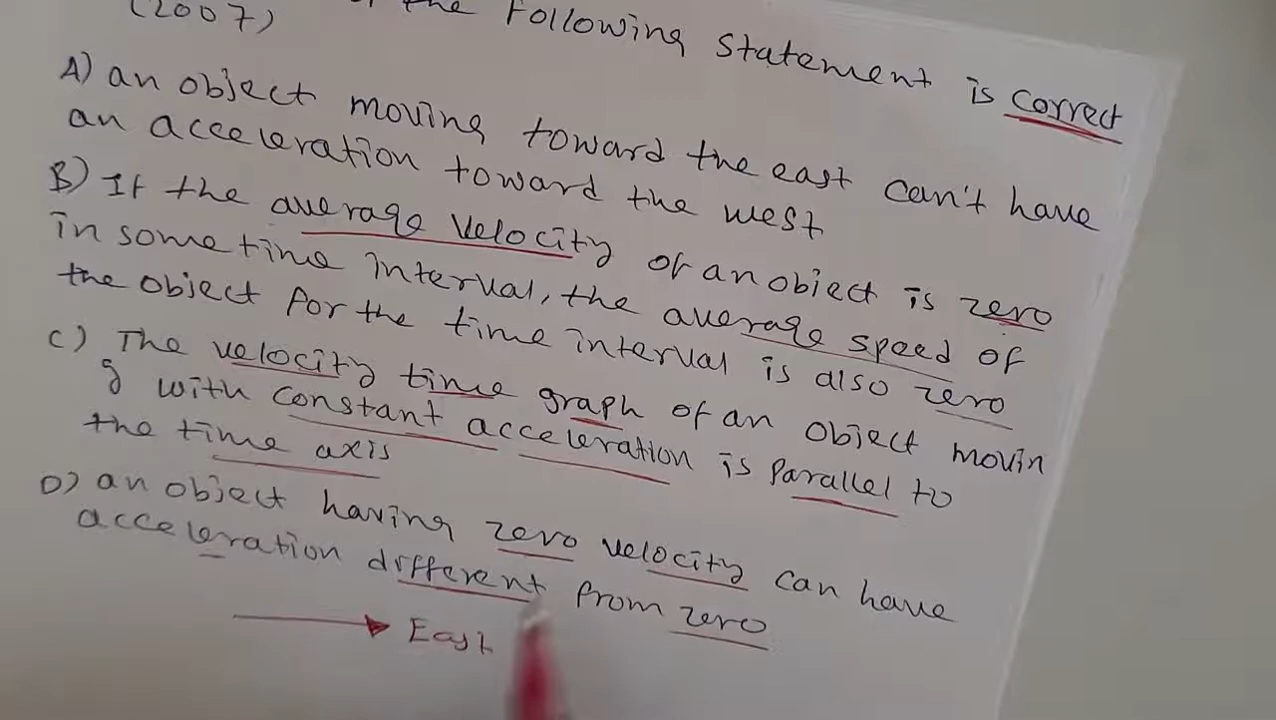 (2007) the Following Statement is correct
A) an object moving toward the east can't have
an acceleration toward the west
B) If the average velocity of an object is zero
in some time interval, the average speed of
the object for the time interval is also zero
C) The velocity time graph of an object movin
g with constant acceleration is parallel to
the time axis
D) an object having zero velocity can have
acceleration different from zero
East